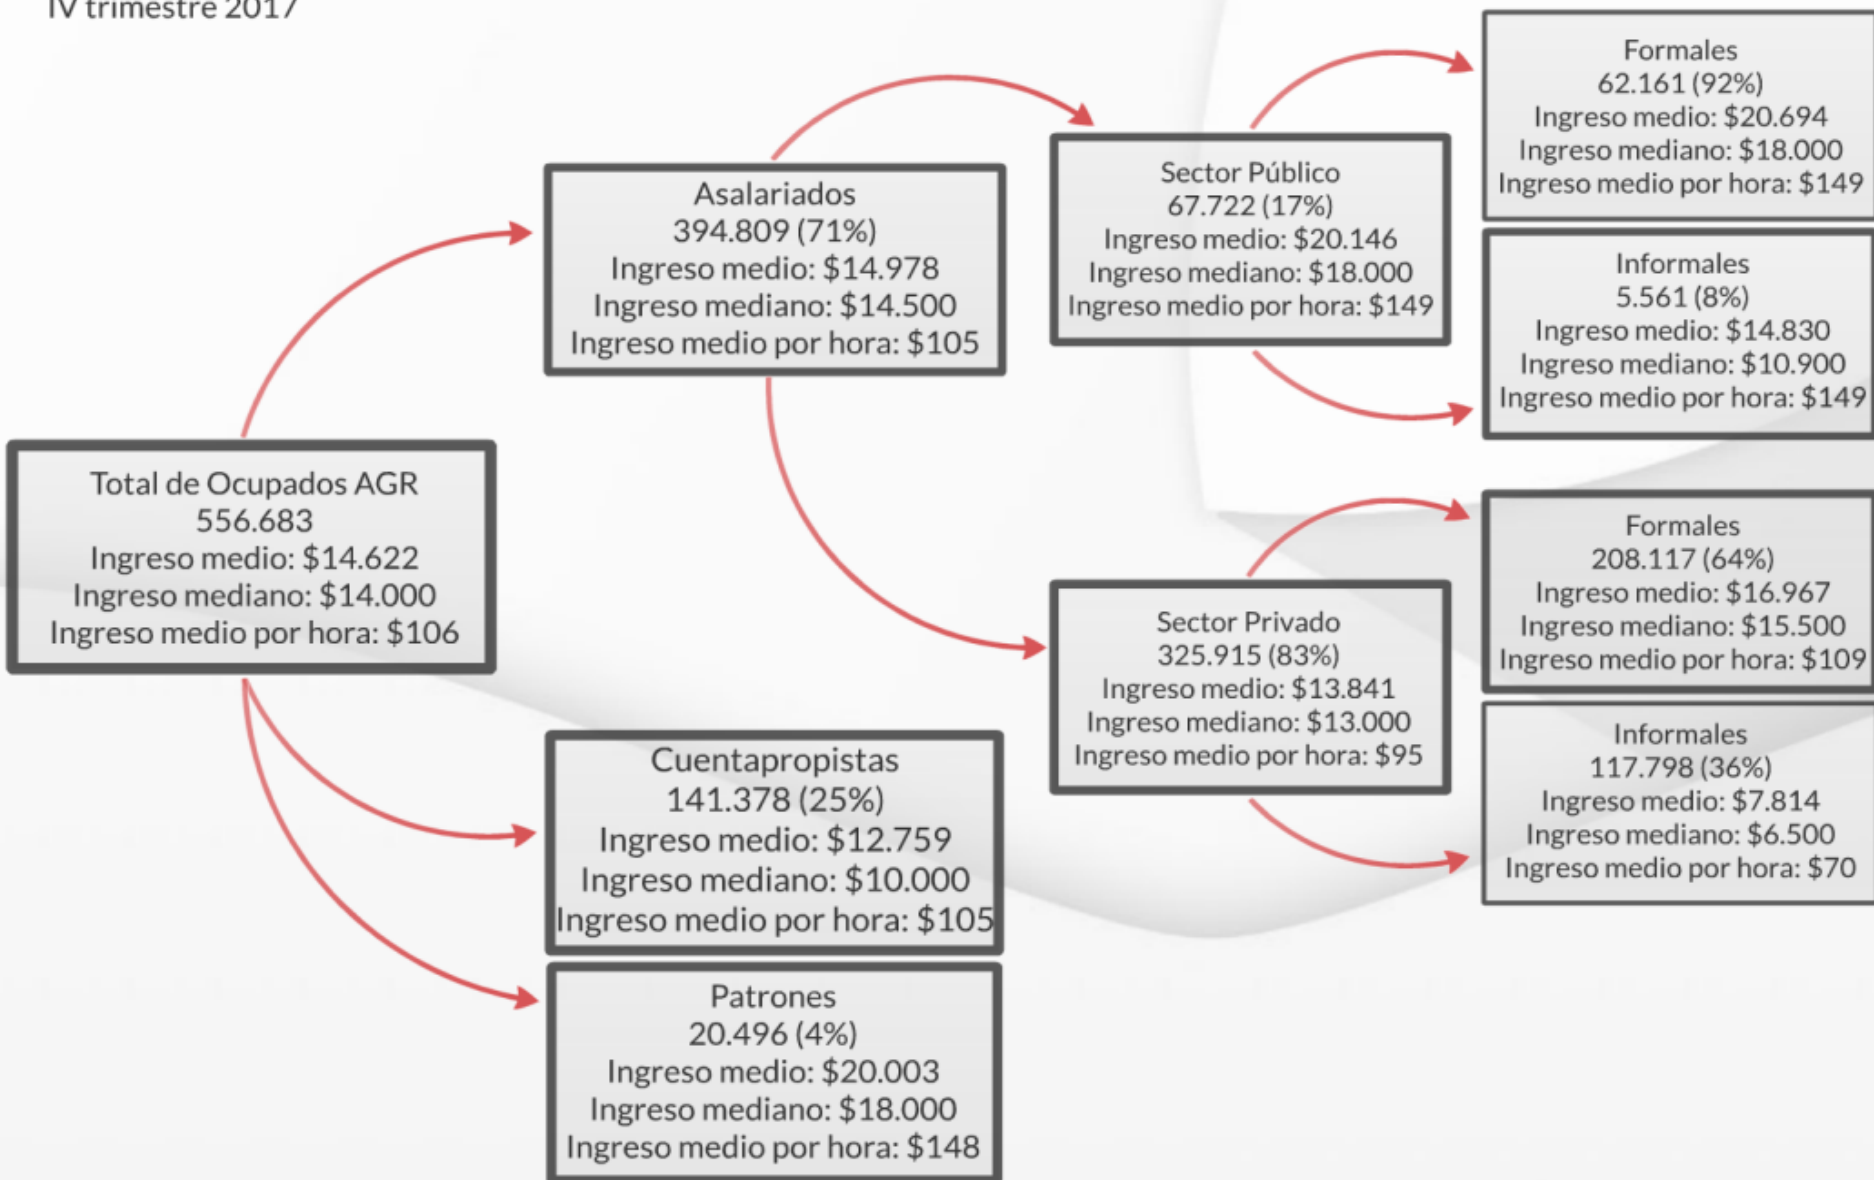 IV trimestre 2017
Total de Ocupados AGR
556.683
Ingreso medio: $14.622
Ingreso mediano: $14.000
Ingreso medio por hora: $106
Asalariados
394.809 (71%)
Ingreso medio: $14.978
Ingreso mediano: $14.500
Ingreso medio por hora: $105
Cuentapropistas
141.378 (25%)
Ingreso medio: $12.759
Ingreso mediano: $10.000
Ingreso medio por hora: $105
Patrones
20.496 (4%)
Ingreso medio: $20.003
Ingreso mediano: $18.000
Ingreso medio por hora: $148
Sector Público
67.722 (17%)
Ingreso medio: $20.146
Ingreso mediano: $18.000
Ingreso medio por hora: $149
Sector Privado
325.915 (83%)
Ingreso medio: $13.841
Ingreso mediano: $13.000
Ingreso medio por hora: $95
Formales
62.161 (92%)
Ingreso medio: $20.694
Ingreso mediano: $18.000
Ingreso medio por hora: $149
Informales
5.561 (8%)
Ingreso medio: $14.830
Ingreso mediano: $10.900
Ingreso medio por hora: $149
Formales
208.117 (64%)
Ingreso medio: $16.967
Ingreso mediano: $15.500
Ingreso medio por hora: $109
Informales
117.798 (36%)
Ingreso medio: $7.814
Ingreso mediano: $6.500
Ingreso medio por hora: $70